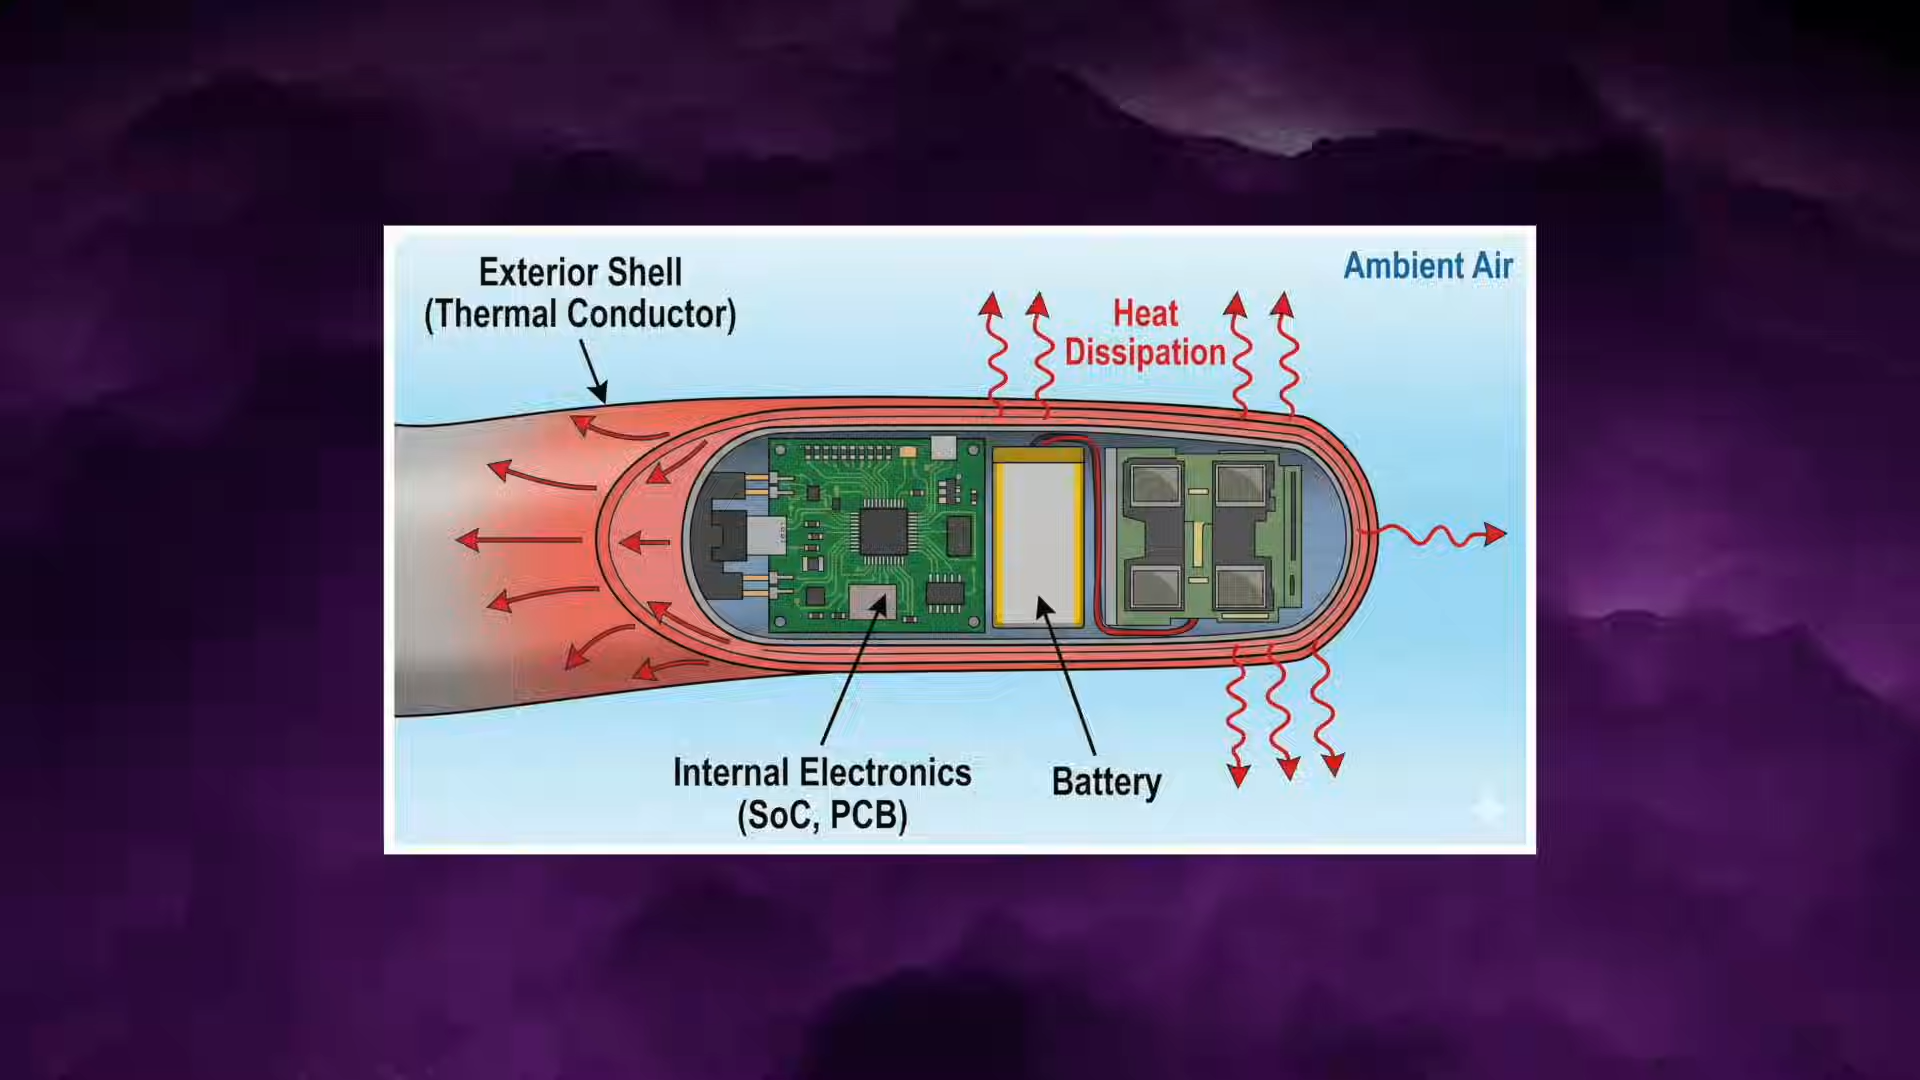 Exterior Shell
(Thermal Conductor)
Ambient Air
Heat
Dissipation
Internal Electronics
(SoC, PCB)
Battery